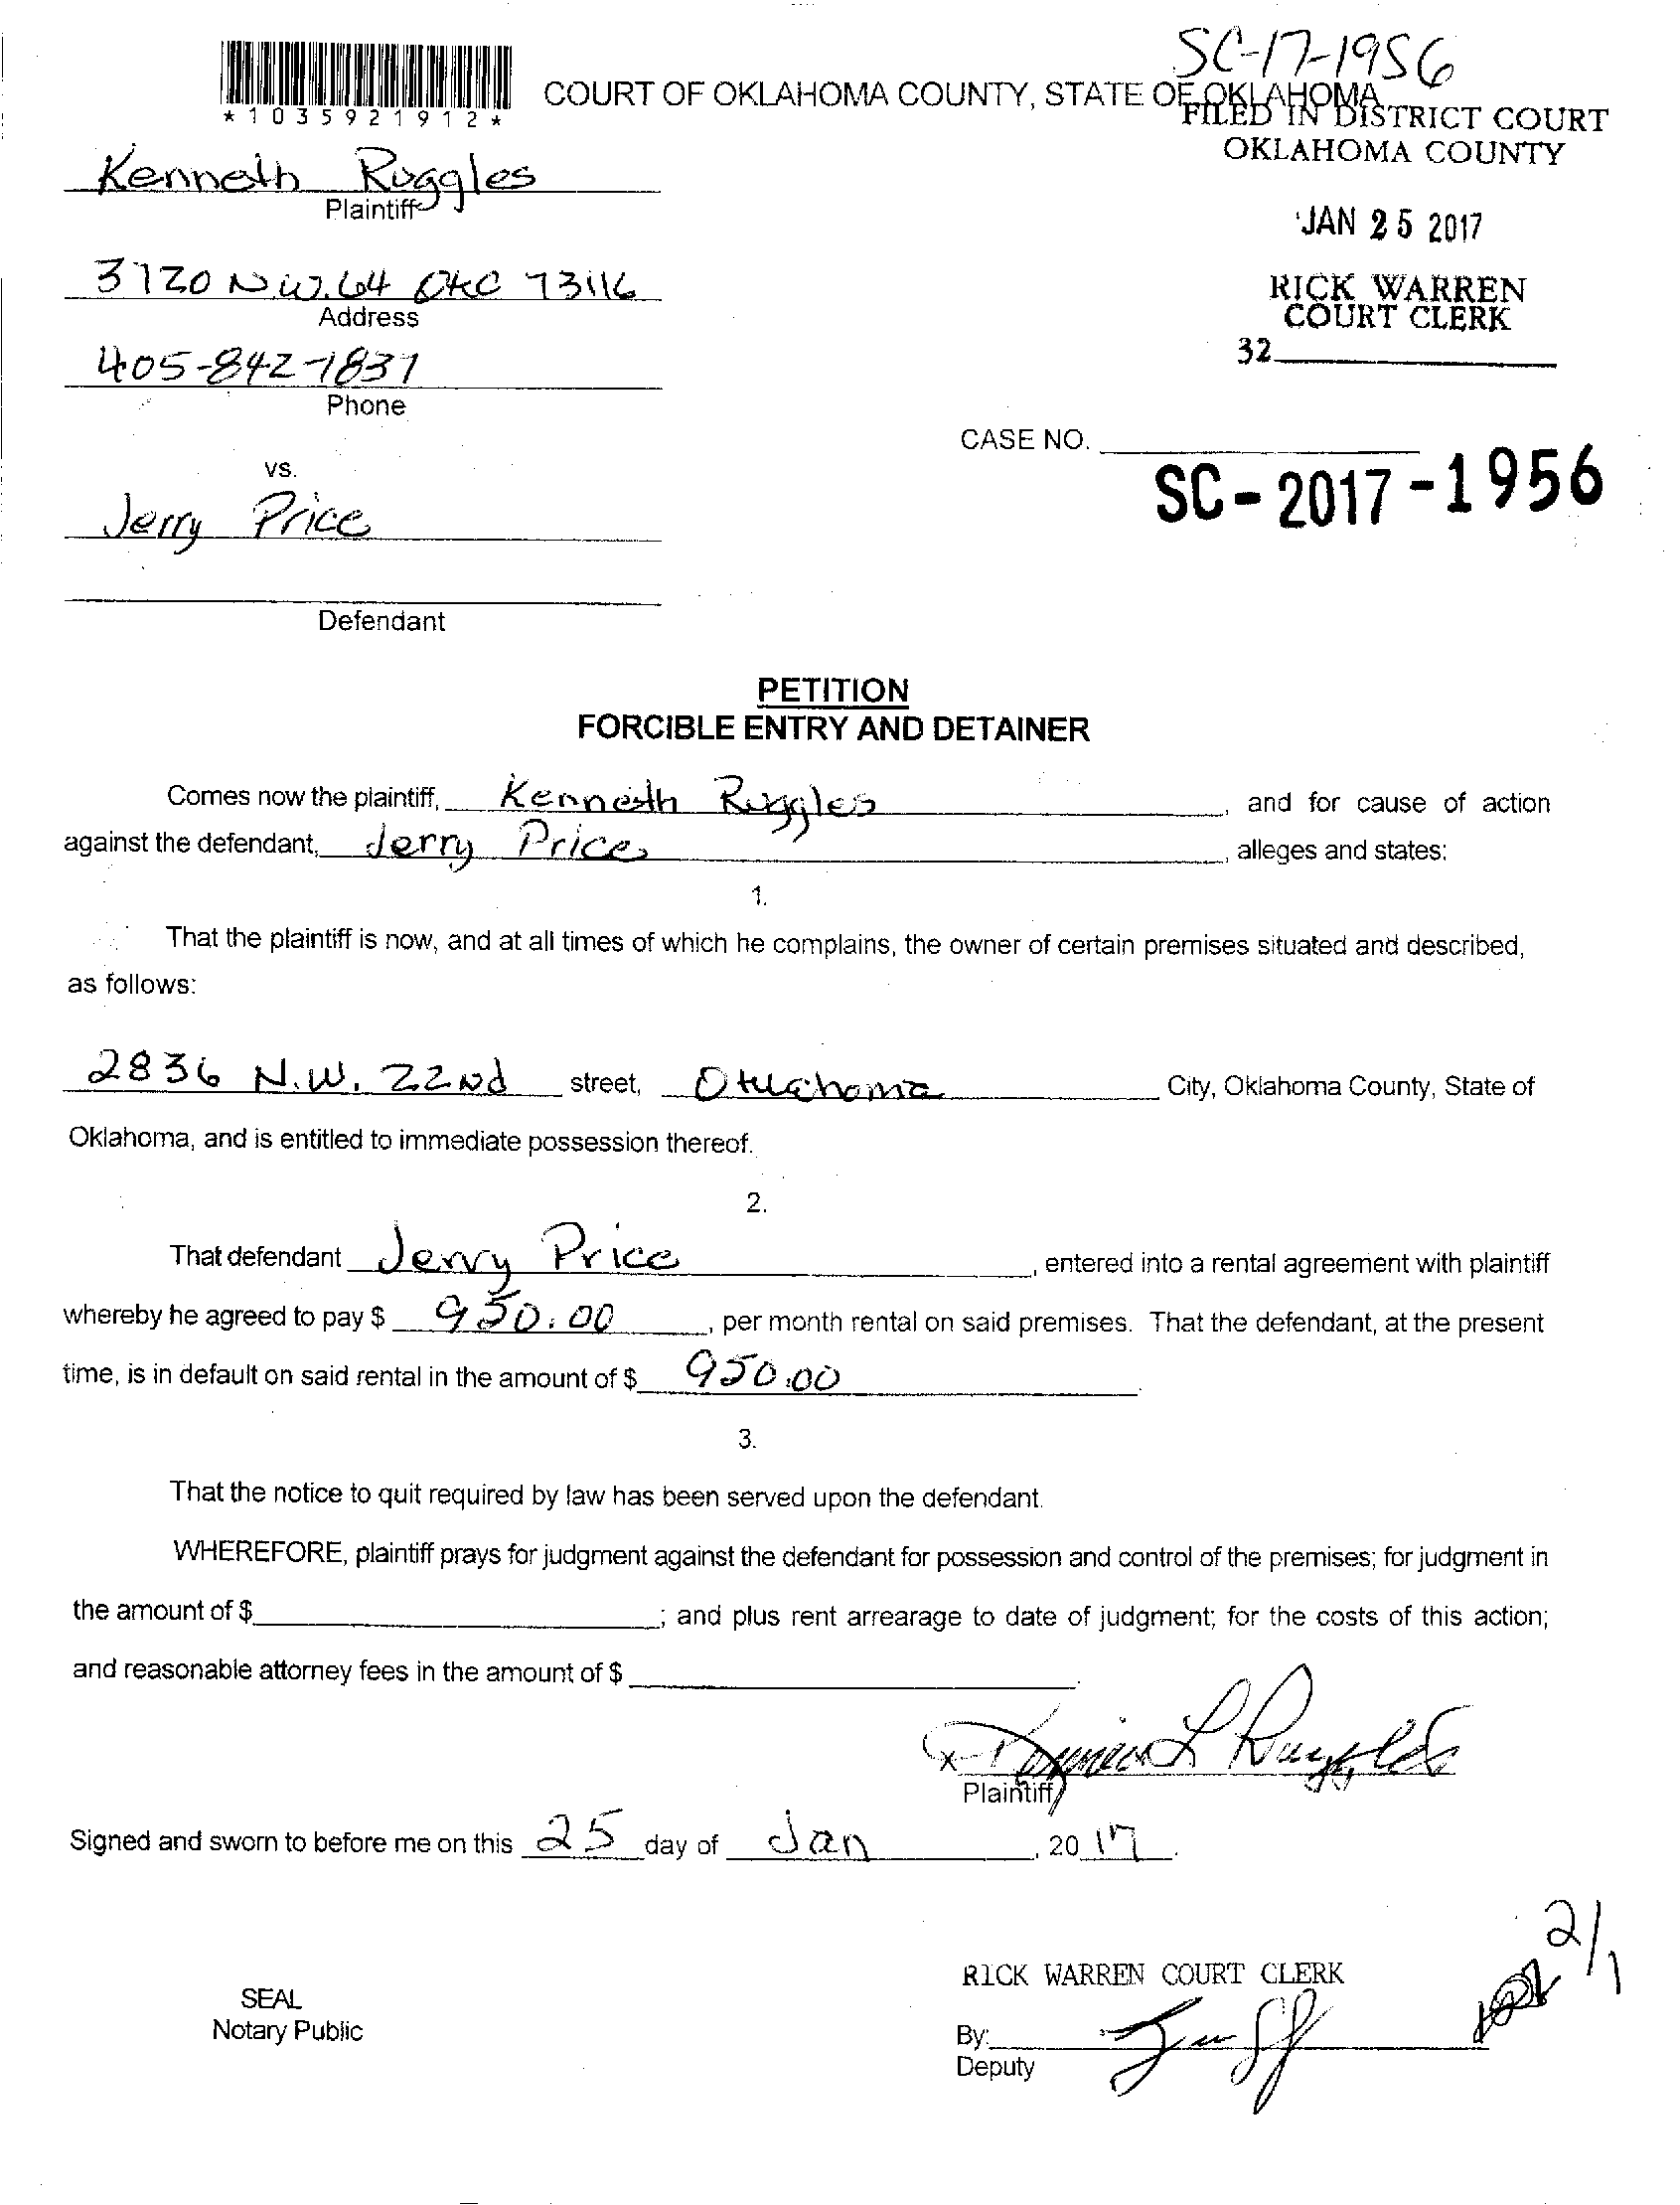 SC-17-1956
*1035921912*
COURT OF OKLAHOMA COUNTY, STATE OF OKLAHOMA
FILED IN DISTRICT COURT
OKLAHOMA COUNTY
Kenneth Ruggles
Plaintiff
JAN 25 2017
3120 N.W. 64 OKC 73116
Address
RICK WARREN
COURT CLERK
32
405-842-1837
Phone
CASE NO.
SC-2017-1956
vs.
Jerry Price
Defendant
PETITION
FORCIBLE ENTRY AND DETAINER
Comes now the plaintiff, Kenneth Ruggles, and for cause of action
against the defendant, Jerry Price, alleges and states:
1.
That the plaintiff is now, and at all times of which he complains, the owner of certain premises situated and described,
as follows:
2836 N.W. 22nd street, Oklahoma City, Oklahoma County, State of
Oklahoma, and is entitled to immediate possession thereof.
2.
That defendant Jerry Price, entered into a rental agreement with plaintiff
whereby he agreed to pay $ 950.00, per month rental on said premises. That the defendant, at the present
time, is in default on said rental in the amount of $ 950.00.
3.
That the notice to quit required by law has been served upon the defendant.
WHEREFORE, plaintiff prays for judgment against the defendant for possession and control of the premises; for judgment in
the amount of $ ; and plus rent arrearage to date of judgment; for the costs of this action;
and reasonable attorney fees in the amount of $ .
x
Plaintiff
Signed and sworn to before me on this 25 day of Jan, 2017.
2/1
RICK WARREN COURT CLERK
SEAL
Notary Public
By:
Deputy